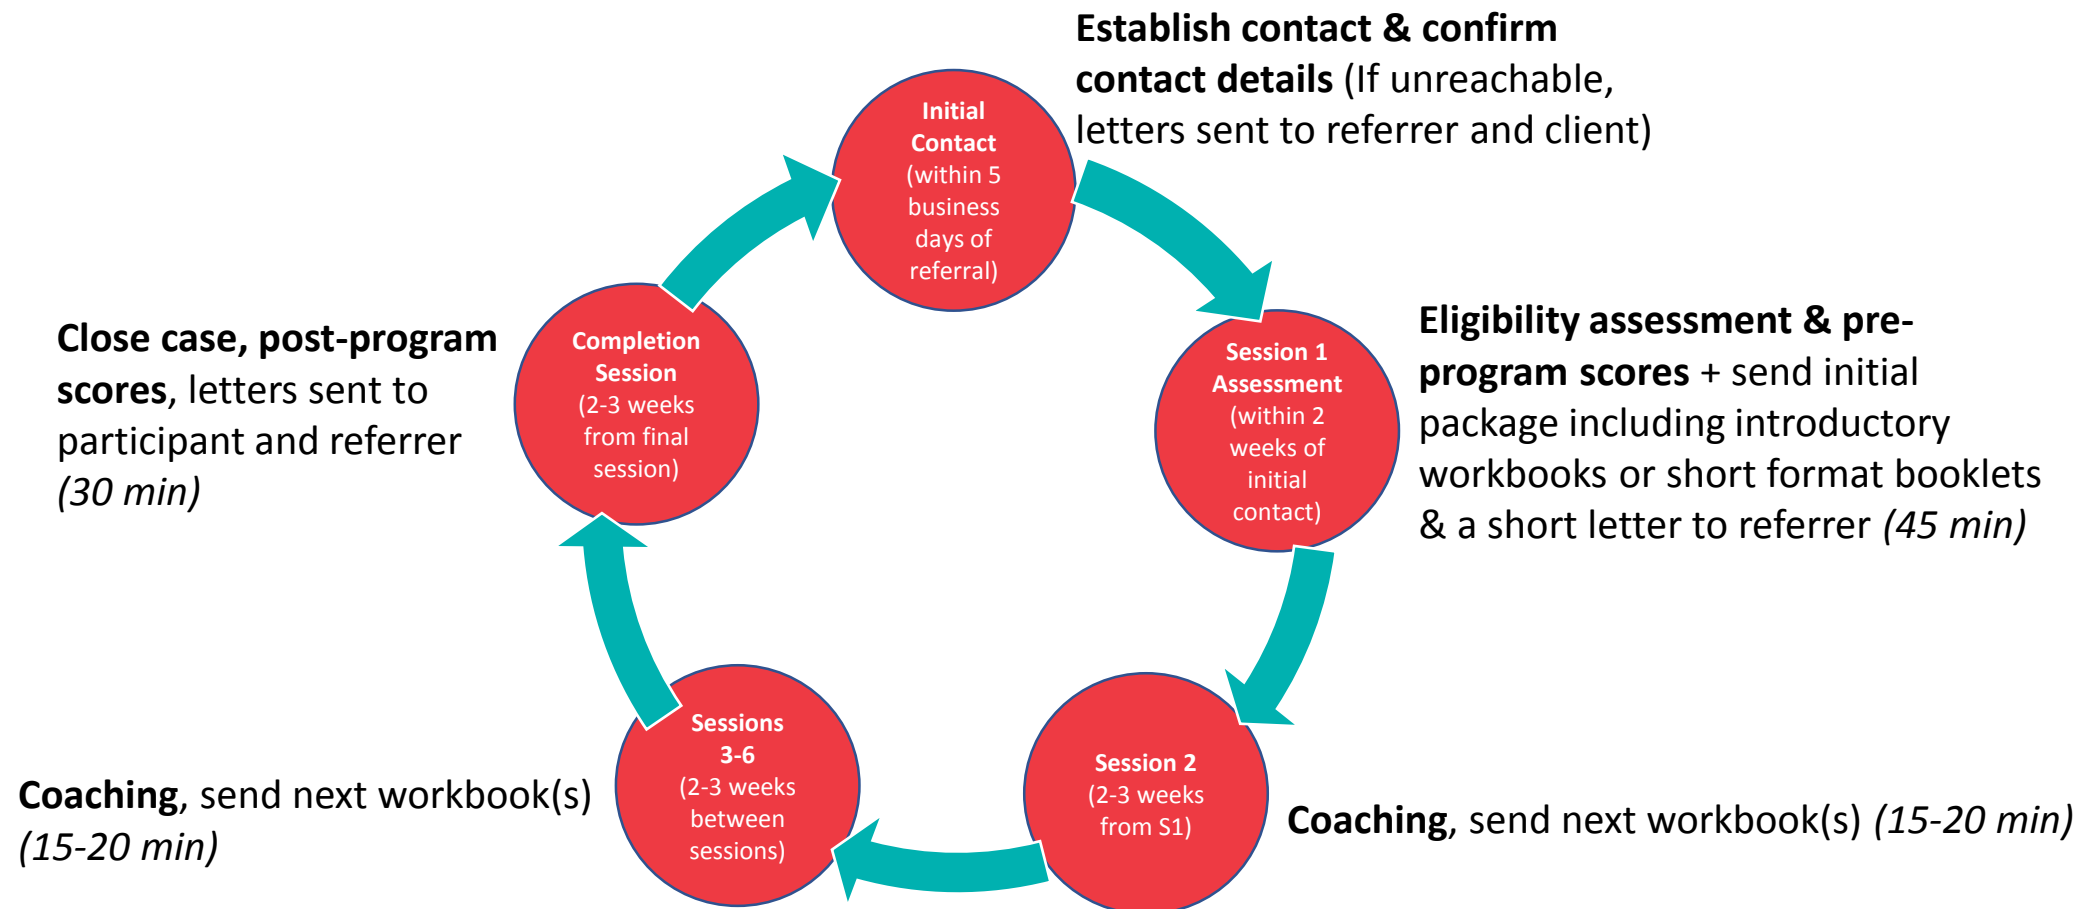 Establish contact & confirm
contact details (If unreachable,
letters sent to referrer and client)
Initial
Contact
(within 5
business
days of
referral)
Eligibility assessment & pre-
program scores + send initial
package including introductory
workbooks or short format booklets
& a short letter to referrer (45 min)
Session 1
Assessment
(within 2
weeks of
initial
contact)
Session 2
(2-3 weeks
from S1)
Coaching, send next workbook(s) (15-20 min)
Sessions
3-6
(2-3 weeks
between
sessions)
Coaching, send next workbook(s)
(15-20 min)
Completion
Session
(2-3 weeks
from final
session)
Close case, post-program
scores, letters sent to
participant and referrer
(30 min)